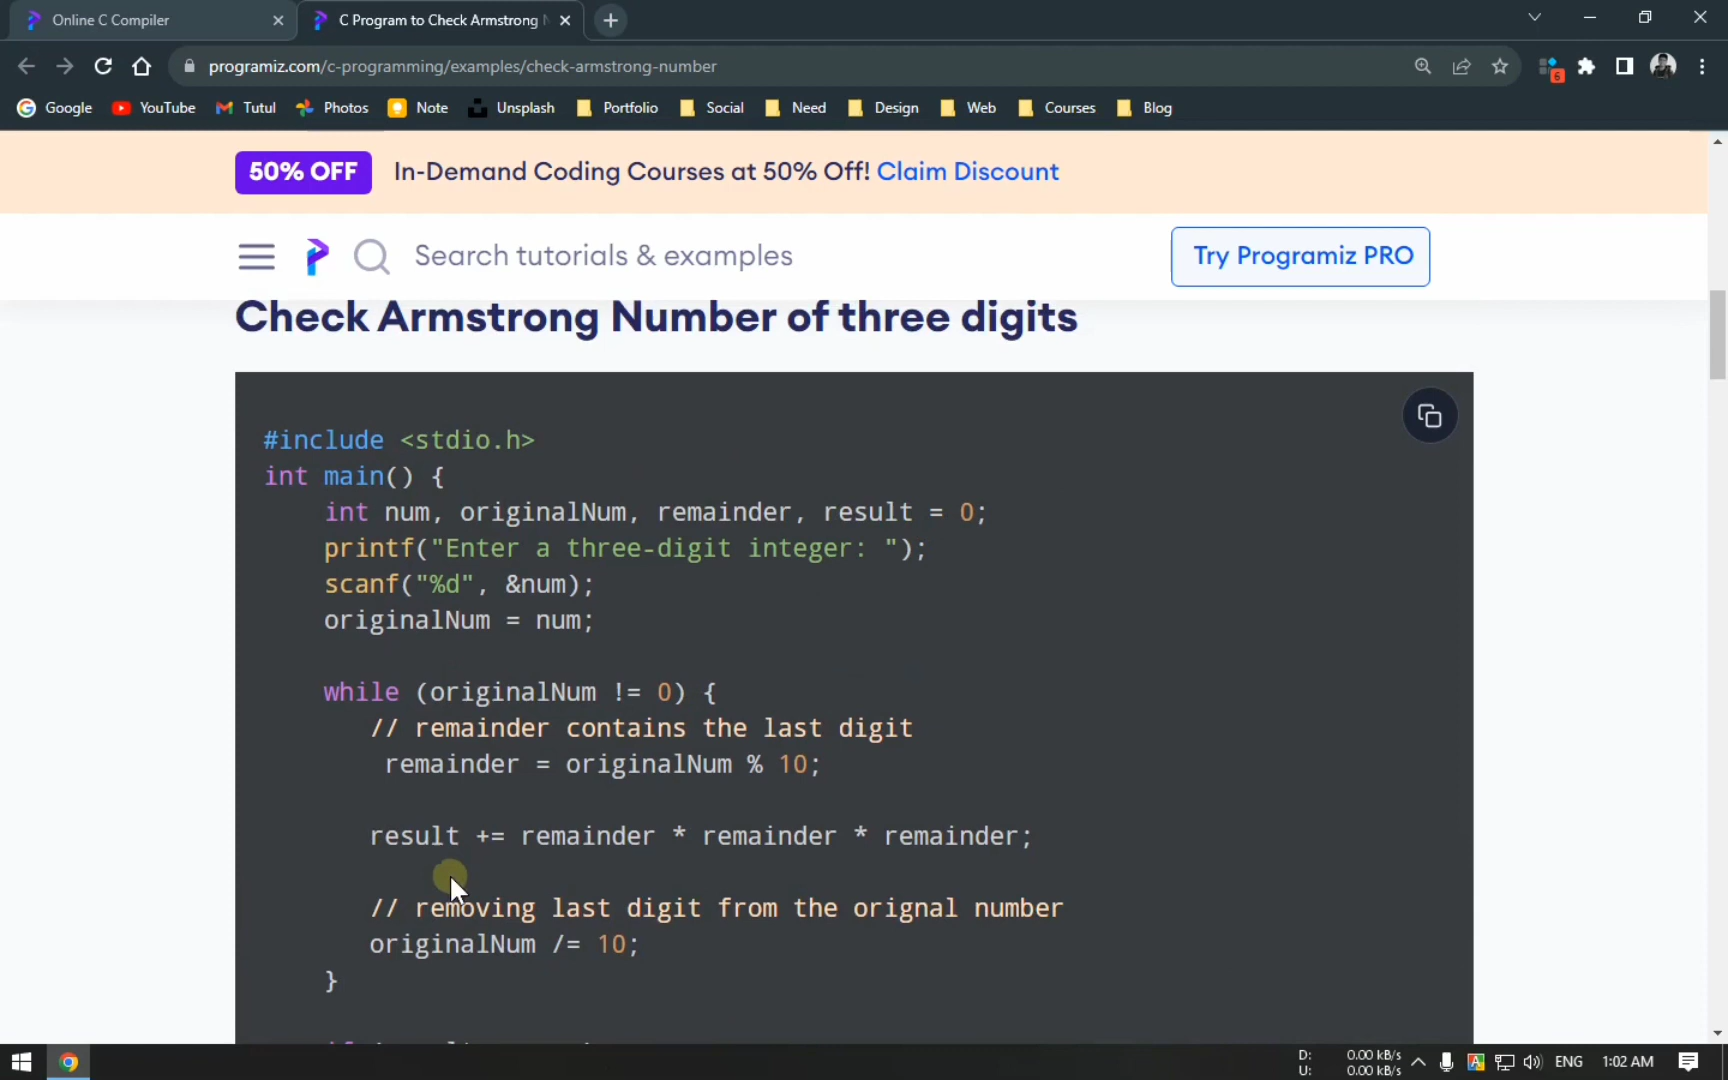 Online C Compiler
C Program to Check Armstrong
programiz.com/c-programming/examples/check-armstrong-number
6
Google YouTube Tutul Photos Note Unsplash Portfolio Social Need Design Web Courses Blog
50% OFF In-Demand Coding Courses at 50% Off! Claim Discount
Search tutorials & examples
Try Programiz PRO
Check Armstrong Number of three digits
#include <stdio.h>
int main() {
int num, originalNum, remainder, result = 0;
printf("Enter a three-digit integer: ");
scanf("%d", &num);
originalNum = num;
while (originalNum != 0) {
// remainder contains the last digit
remainder = originalNum % 10;
result += remainder * remainder * remainder;
// removing last digit from the orignal number
originalNum /= 10;
}
D: 0.00 kB/s
U: 0.00 kB/s
ENG 1:02 AM